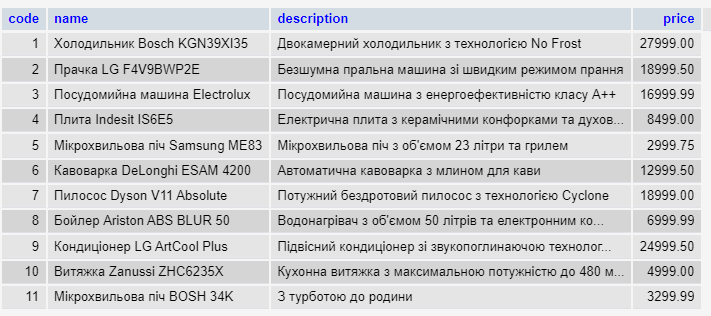 code name description price
1 Холодильник Bosch KGN39XI35 Двокамерний холодильник з технологією No Frost 27999.00
2 Прачка LG F4V9BWP2E Безшумна пральна машина зі швидким режимом прання 18999.50
3 Посудомийна машина Electrolux Посудомийна машина з енергоефективністю класу A++ 16999.99
4 Плита Indesit IS6E5 Електрична плита з керамічними конфорками та духов... 8499.00
5 Мікрохвильова піч Samsung ME83 Мікрохвильова піч з об'ємом 23 літри та грилем 2999.75
6 Кавоварка DeLonghi ESAM 4200 Автоматична кавоварка з млином для кави 12999.50
7 Пилосос Dyson V11 Absolute Потужний бездротовий пилосос з технологією Cyclone 18999.00
8 Бойлер Ariston ABS BLUR 50 Водонагрівач з об'ємом 50 літрів та електронним ко... 6999.99
9 Кондиціонер LG ArtCool Plus Підвісний кондиціонер зі звукопоглинаючою технолог... 24999.50
10 Витяжка Zanussi ZHC6235X Кухонна витяжка з максимальною потужністю до 480 м... 4999.00
11 Мікрохвильова піч BOSH 34K З турботою до родини 3299.99